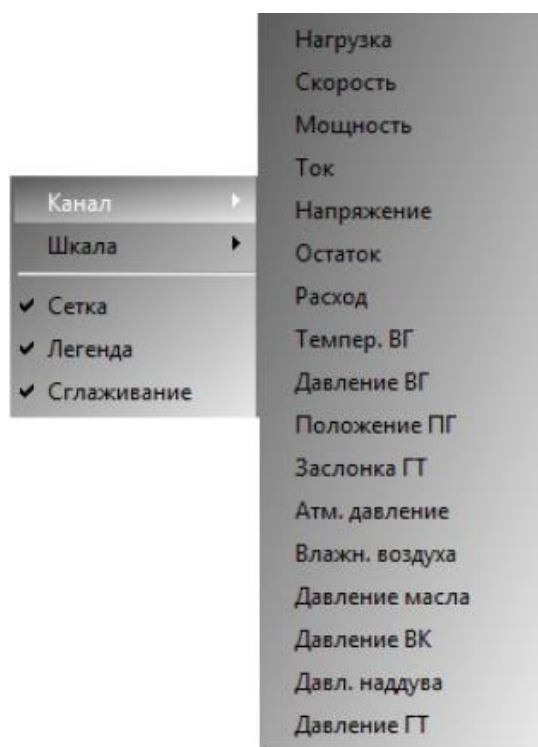 Канал
Шкала
Сетка
Легенда
Сглаживание
Нагрузка
Скорость
Мощность
Ток
Напряжение
Остаток
Расход
Темпер. ВГ
Давление ВГ
Положение ПГ
Заслонка ГТ
Атм. давление
Влажн. воздуха
Давление масла
Давление ВК
Давл. наддува
Давление ГТ